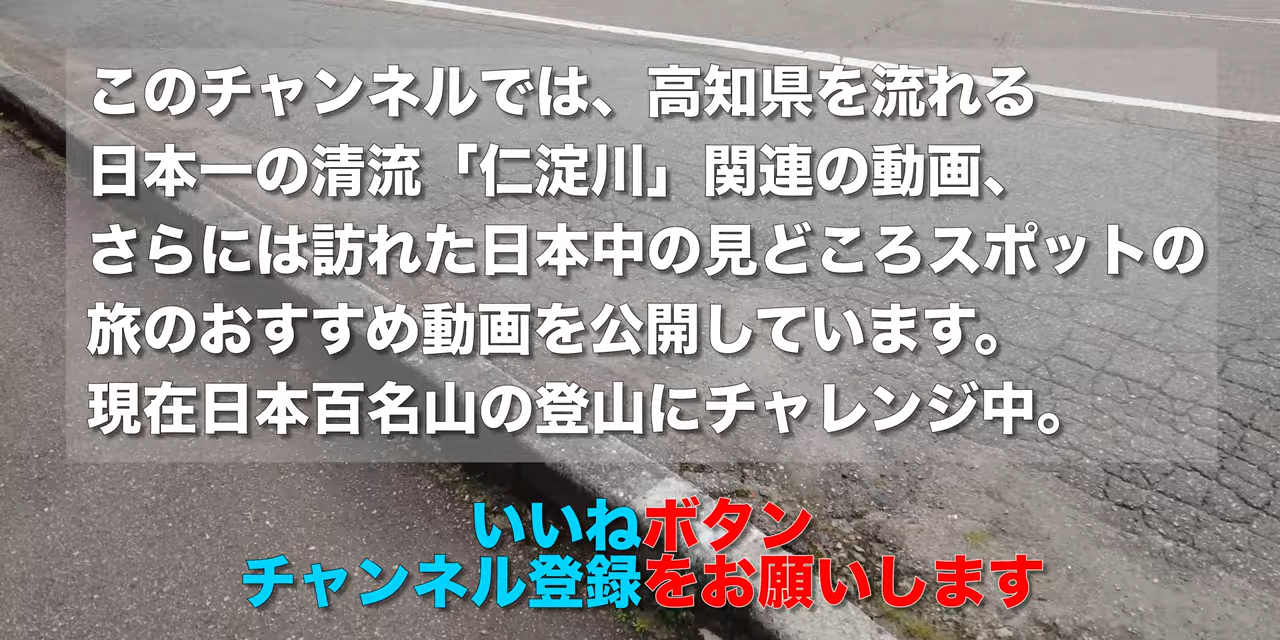 このチャンネルでは、高知県を流れる
日本一の清流「仁淀川」関連の動画、
さらには訪れた日本中の見どころスポットの
旅のおすすめ動画を公開しています。
現在日本百名山の登山にチャレンジ中。
いいねボタン
チャンネル登録をお願いします